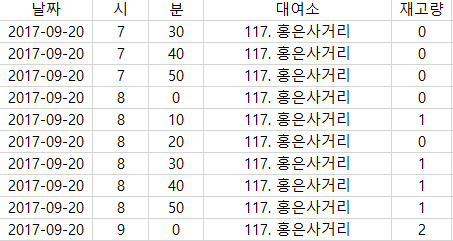 날짜 시 분 대여소 재고량
2017-09-20 7 30 117. 홍은사거리 0
2017-09-20 7 40 117. 홍은사거리 0
2017-09-20 7 50 117. 홍은사거리 0
2017-09-20 8 0 117. 홍은사거리 0
2017-09-20 8 10 117. 홍은사거리 1
2017-09-20 8 20 117. 홍은사거리 0
2017-09-20 8 30 117. 홍은사거리 1
2017-09-20 8 40 117. 홍은사거리 1
2017-09-20 8 50 117. 홍은사거리 1
2017-09-20 9 0 117. 홍은사거리 2